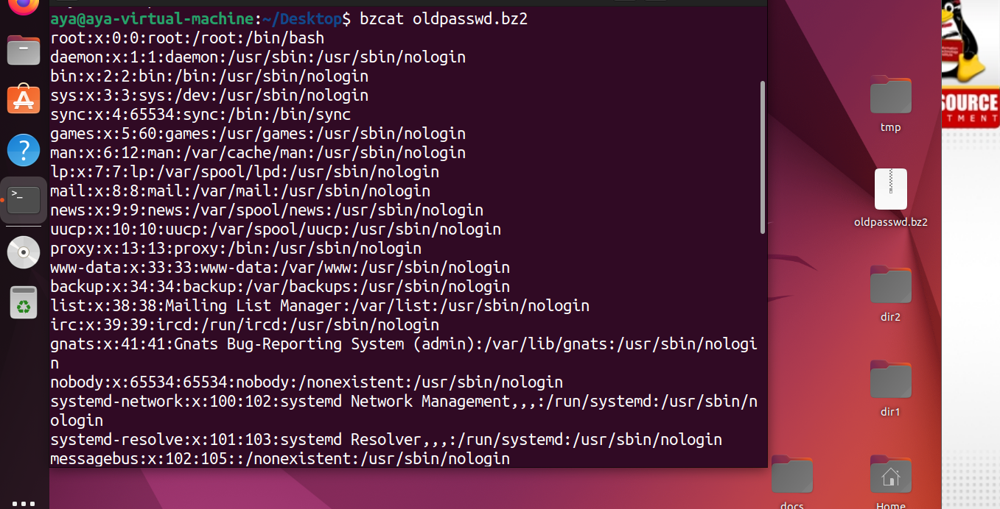 aya@aya-virtual-machine:~/Desktop$ bzcat oldpasswd.bz2
root:x:0:0:root:/root:/bin/bash
daemon:x:1:1:daemon:/usr/sbin:/usr/sbin/nologin
bin:x:2:2:bin:/bin:/usr/sbin/nologin
sys:x:3:3:sys:/dev:/usr/sbin/nologin
sync:x:4:65534:sync:/bin:/bin/sync
games:x:5:60:games:/usr/games:/usr/sbin/nologin
man:x:6:12:man:/var/cache/man:/usr/sbin/nologin
lp:x:7:7:lp:/var/spool/lpd:/usr/sbin/nologin
mail:x:8:8:mail:/var/mail:/usr/sbin/nologin
news:x:9:9:news:/var/spool/news:/usr/sbin/nologin
uucp:x:10:10:uucp:/var/spool/uucp:/usr/sbin/nologin
proxy:x:13:13:proxy:/bin:/usr/sbin/nologin
www-data:x:33:33:www-data:/var/www:/usr/sbin/nologin
backup:x:34:34:backup:/var/backups:/usr/sbin/nologin
list:x:38:38:Mailing List Manager:/var/list:/usr/sbin/nologin
irc:x:39:39:ircd:/run/ircd:/usr/sbin/nologin
gnats:x:41:41:Gnats Bug-Reporting System (admin):/var/lib/gnats:/usr/sbin/nologi
n
nobody:x:65534:65534:nobody:/nonexistent:/usr/sbin/nologin
systemd-network:x:100:102:systemd Network Management,,,:/run/systemd:/usr/sbin/n
ologin
systemd-resolve:x:101:103:systemd Resolver,,,:/run/systemd:/usr/sbin/nologin
messagebus:x:102:105::/nonexistent:/usr/sbin/nologin
tmp
oldpasswd.bz2
dir2
dir1
docs
Home
OURCE
TMENT